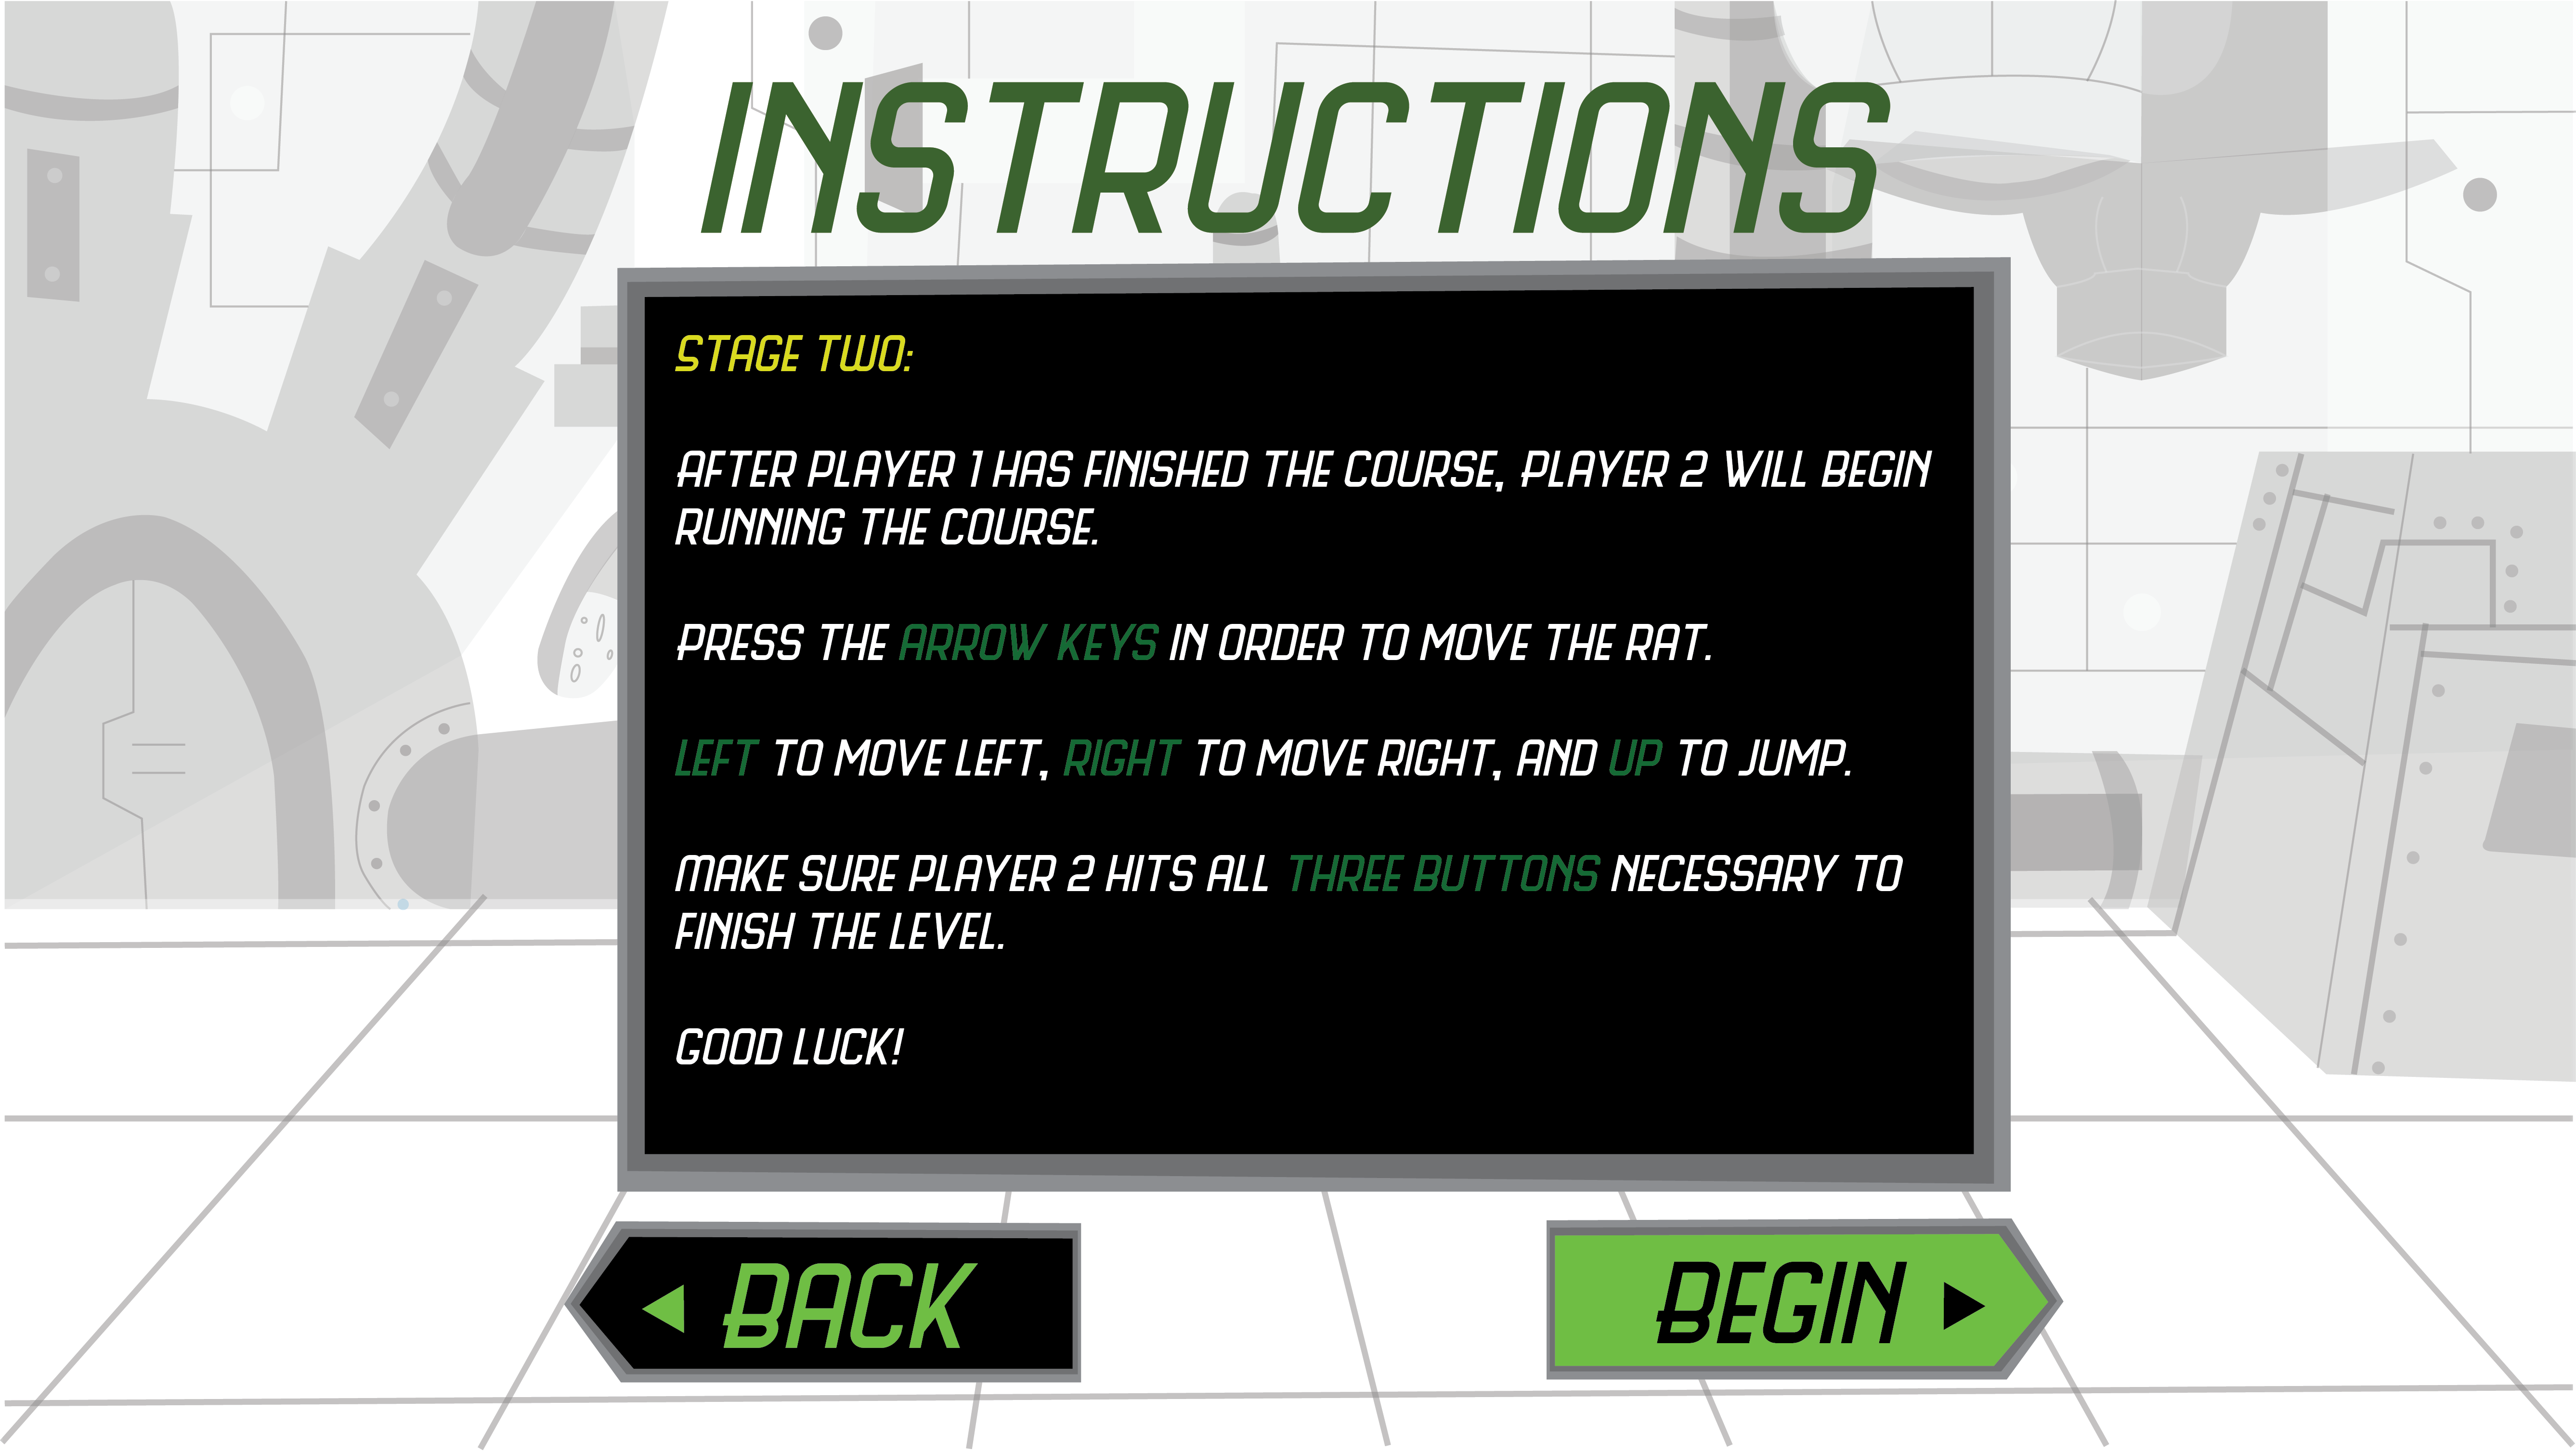 INSTRUCTIONS
STAGE TWO:
AFTER PLAYER 1 HAS FINISHED THE COURSE, PLAYER 2 WILL BEGIN
RUNNING THE COURSE.
PRESS THE ARROW KEYS IN ORDER TO MOVE THE RAT.
LEFT TO MOVE LEFT, RIGHT TO MOVE RIGHT, AND UP TO JUMP.
MAKE SURE PLAYER 2 HITS ALL THREE BUTTONS NECESSARY TO
FINISH THE LEVEL.
GOOD LUCK!
BACK
BEGIN